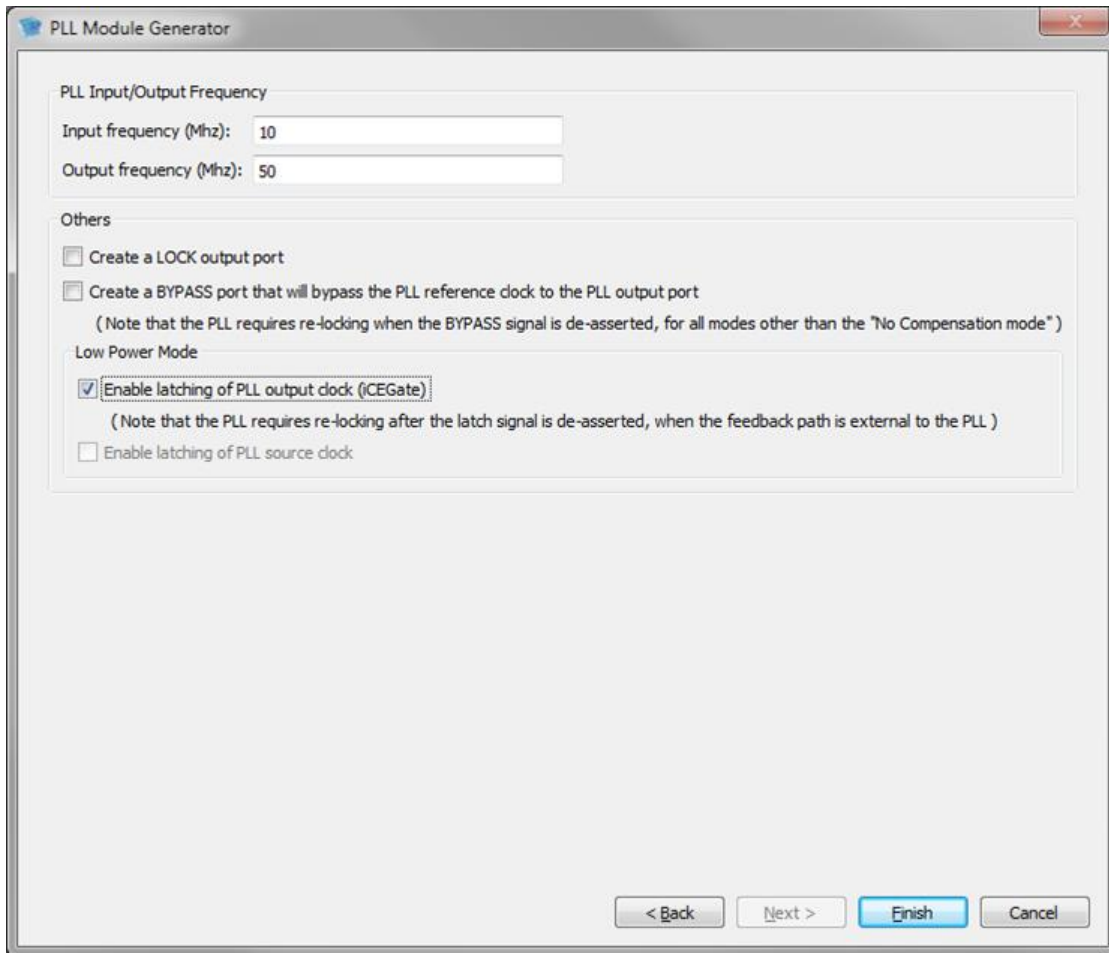 PLL Module Generator
PLL Input/Output Frequency
Input frequency (Mhz): 10
Output frequency (Mhz): 50
Others
Create a LOCK output port
Create a BYPASS port that will bypass the PLL reference clock to the PLL output port
( Note that the PLL requires re-locking when the BYPASS signal is de-asserted, for all modes other than the "No Compensation mode" )
Low Power Mode
Enable latching of PLL output clock (iCEGate)
( Note that the PLL requires re-locking after the latch signal is de-asserted, when the feedback path is external to the PLL )
Enable latching of PLL source clock
< Back Next > Finish Cancel